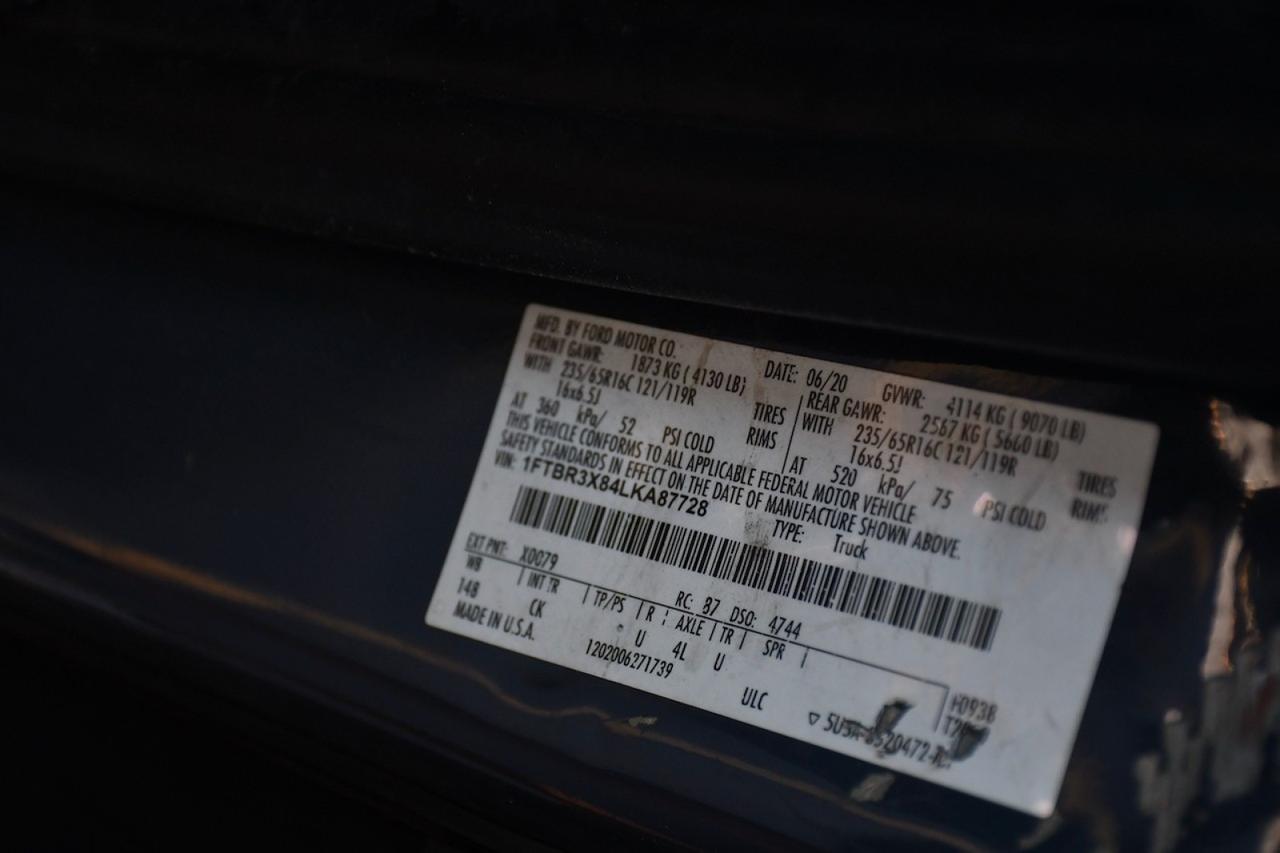 MFD. BY FORD MOTOR CO. DATE: 06/20 GVWR: 4114 KG ( 9070 LB)
FRONT GAWR: 1873 KG ( 4130 LB) REAR GAWR: 2567 KG ( 5660 LB)
WITH 235/65R16C 121/119R TIRES WITH 235/65R16C 121/119R TIRES
16x6.5J RIMS 16x6.5J RIMS
AT 360 kPa/ 52 PSI COLD AT 520 kPa/ 75 PSI COLD
THIS VEHICLE CONFORMS TO ALL APPLICABLE FEDERAL MOTOR VEHICLE
SAFETY STANDARDS IN EFFECT ON THE DATE OF MANUFACTURE SHOWN ABOVE.
VIN: 1FTBR3X84LKA87728 TYPE: Truck
EXT PNT: X0079 RC: B7 DSO: 4744
WB INT TR TP/PS R AXLE TR SPR
148 CK U 4L U ULC
MADE IN U.S.A. 1202006271739